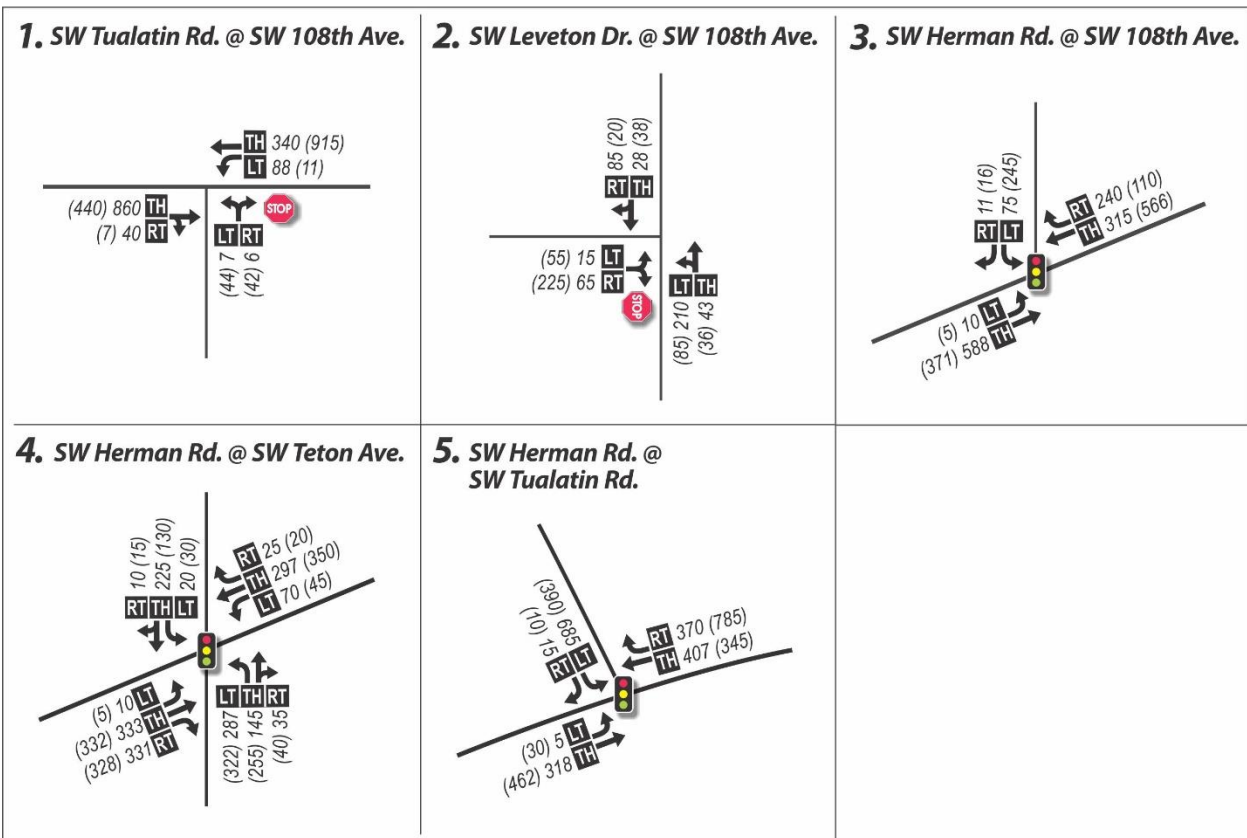 1. SW Tualatin Rd. @ SW 108th Ave.
TH 340 (915)
LT 88 (11)
(440) 860 TH
(7) 40 RT
STOP
LT RT
(44) 7
(42) 6
2. SW Leveton Dr. @ SW 108th Ave.
85 (20)
28 (38)
RT TH
(55) 15 LT
(225) 65 RT
STOP
LT TH
(85) 210
(36) 43
3. SW Herman Rd. @ SW 108th Ave.
11 (16)
75 (245)
RT LT
RT 240 (110)
TH 315 (566)
(5) 10 LT
(371) 588 TH
4. SW Herman Rd. @ SW Teton Ave.
10 (15)
225 (130)
20 (30)
RT TH LT
RT 25 (20)
TH 297 (350)
LT 70 (45)
(5) 10 LT
(332) 333 TH
(328) 331 RT
LT TH RT
(322) 287
(255) 145
(40) 35
5. SW Herman Rd. @
SW Tualatin Rd.
(390) 685
(10) 15
RT LT
RT 370 (785)
TH 407 (345)
(30) 5 LT
(462) 318 TH